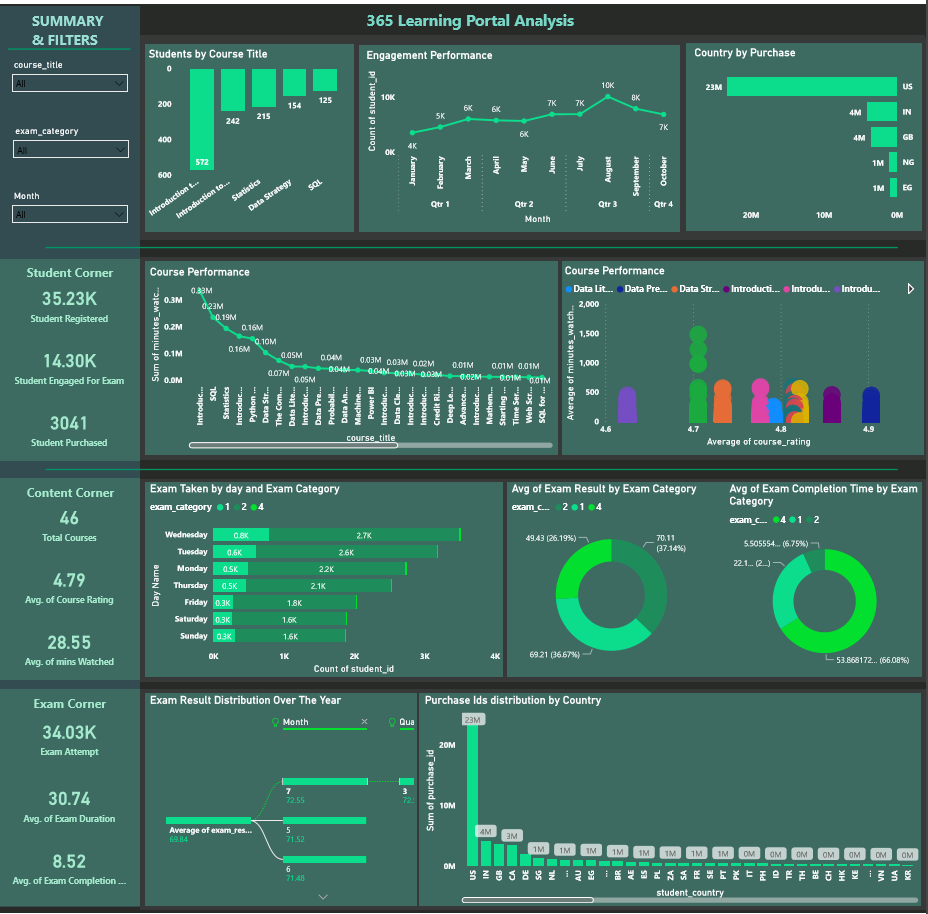 SUMMARY
& FILTERS
course_title
All
exam_category
All
Month
All
365 Learning Portal Analysis
Students by Course Title
0
200
400
600
572
242
215
154
125
Introduction t...
Introduction to...
Statistics
Data Strategy
SQL
Engagement Performance
Count of student_id
10K
0K
4K
5K
6K
6K
6K
7K
7K
10K
8K
7K
January
February
March
April
May
June
July
August
September
October
Qtr 1
Qtr 2
Qtr 3
Qtr 4
Month
Country by Purchase
23M
US
4M
IN
4M
GB
1M
NG
1M
EG
20M
10M
0M
Student Corner
35.23K
Student Registered
14.30K
Student Engaged For Exam
3041
Student Purchased
Course Performance
Sum of minutes_watc...
0.3M
0.2M
0.1M
0.0M
0.33M
0.23M
0.19M
0.16M
0.16M
0.10M
0.07M
0.05M
0.05M
0.04M
0.04M
0.03M
0.04M
0.03M
0.03M
0.02M
0.03M
0.01M
0.02M
0.01M
0.01M
0.01M
0.01M
Introduc...
SQL
Statistics
Introduc...
Python ...
Data Str...
The Com...
Data Lite...
Introduc...
Data Pre...
Probabil...
Data An...
Machine...
Power BI
Introduc...
Data Cle...
Introduc...
Introduc...
Credit Ri...
Deep Le...
Advance...
Introduc...
Mathem...
Starting ...
Time Ser...
Web Scr...
SQL for ...
course_title
Course Performance
Data Lit...
Data Pre...
Data Str...
Introducti...
Introdu...
Introdu...
Average of minutes_watch...
2,000
1,500
1,000
500
0
4.6
4.7
4.8
4.9
Average of course_rating
Content Corner
46
Total Courses
4.79
Avg. of Course Rating
28.55
Avg. of mins Watched
Exam Taken by day and Exam Category
exam_category
1
2
4
Day Name
Wednesday
0.8K
2.7K
Tuesday
0.6K
2.6K
Monday
0.5K
2.2K
Thursday
0.5K
2.1K
Friday
0.3K
1.8K
Saturday
0.3K
1.6K
Sunday
0.3K
1.6K
0K
1K
2K
3K
4K
Count of student_id
Avg of Exam Result by Exam Category
exam_c...
2
1
4
49.43 (26.19%)
70.11
(37.14%)
69.21 (36.67%)
Avg of Exam Completion Time by Exam
Category
exam_c...
4
1
2
5.505554... (6.75%)
22.1... (2...)
53.868172... (66.08%)
Exam Corner
34.03K
Exam Attempt
30.74
Avg. of Exam Duration
8.52
Avg. of Exam Completion ...
Exam Result Distribution Over The Year
Month
Qua
Average of exam_res...
69.84
7
72.55
5
71.52
6
71.48
3
72.
Purchase Ids distribution by Country
Sum of purchase_id
20M
10M
0M
23M
4M
3M
1M
1M
1M
1M
1M
1M
1M
1M
0M
0M
0M
0M
0M
0M
0M
US
IN
GB
CA
DE
SG
NL
...
AU
EG
...
BR
AE
ES
PL
ZA
SA
FR
SE
PT
PK
IT
PH
ID
TR
TH
BE
CH
HK
KE
...
VN
UA
KR
student_country